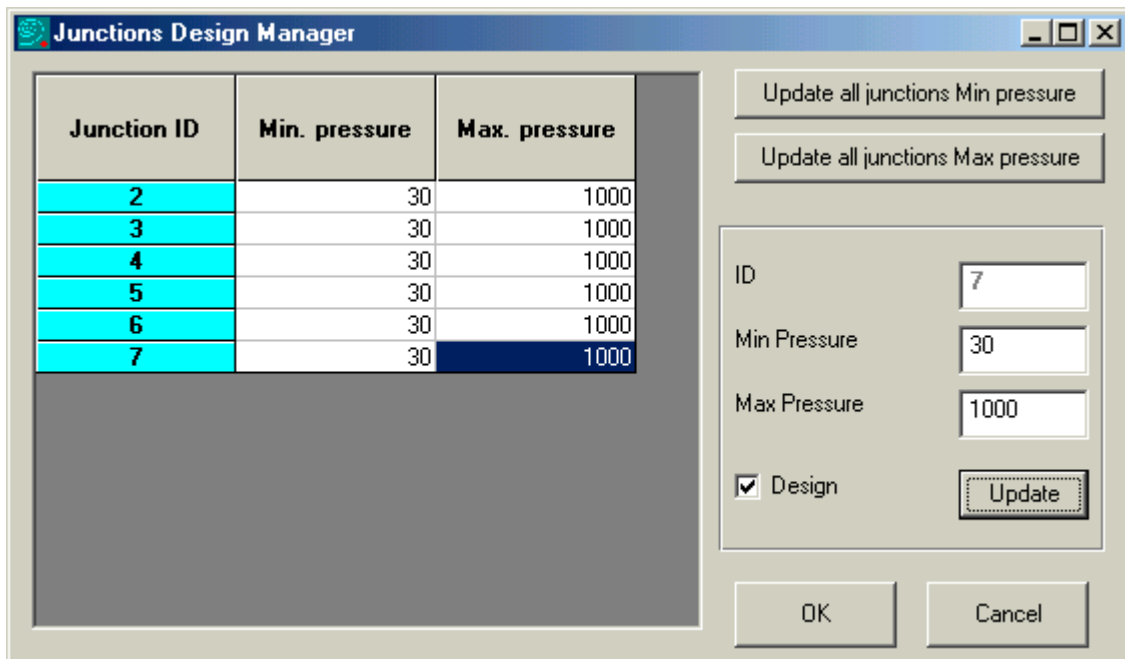 Junctions Design Manager
Junction ID Min. pressure Max. pressure
2 30 1000
3 30 1000
4 30 1000
5 30 1000
6 30 1000
7 30 1000
Update all junctions Min pressure
Update all junctions Max pressure
ID 7
Min Pressure 30
Max Pressure 1000
Design Update
OK Cancel